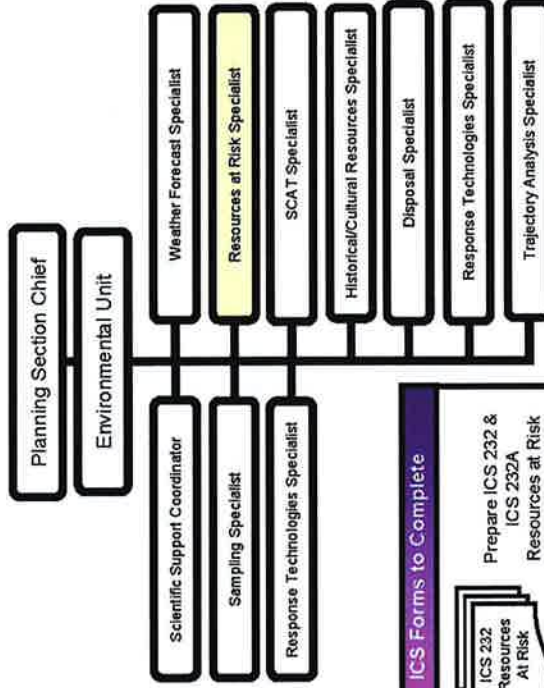 Planning Section Chief
Environmental Unit
Scientific Support Coordinator
Sampling Specialist
Response Technologies Specialist
Weather Forecast Specialist
Resources at Risk Specialist
SCAT Specialist
Historical/Cultural Resources Specialist
Disposal Specialist
Response Technologies Specialist
Trajectory Analysis Specialist
ICS Forms to Complete
ICS 232
Resources
At Risk
Prepare ICS 232 &
ICS 232A
Resources at Risk